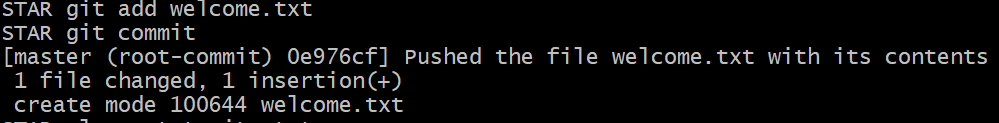 STAR git add welcome.txt
STAR git commit
[master (root-commit) 0e976cf] Pushed the file welcome.txt with its contents
 1 file changed, 1 insertion(+)
 create mode 100644 welcome.txt